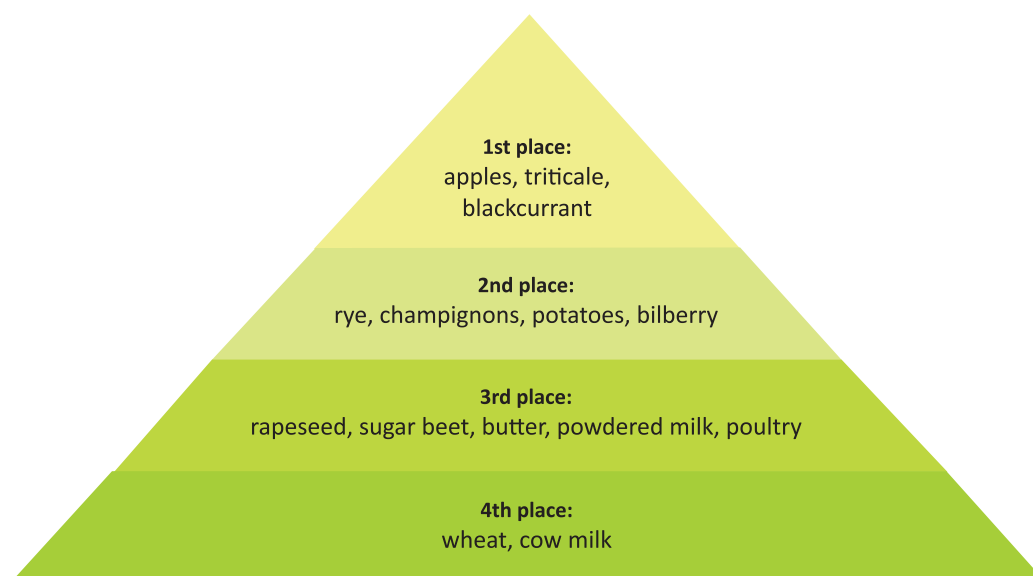 1st place:
apples, triticale,
blackcurrant
2nd place:
rye, champignons, potatoes, bilberry
3rd place:
rapeseed, sugar beet, butter, powdered milk, poultry
4th place:
wheat, cow milk